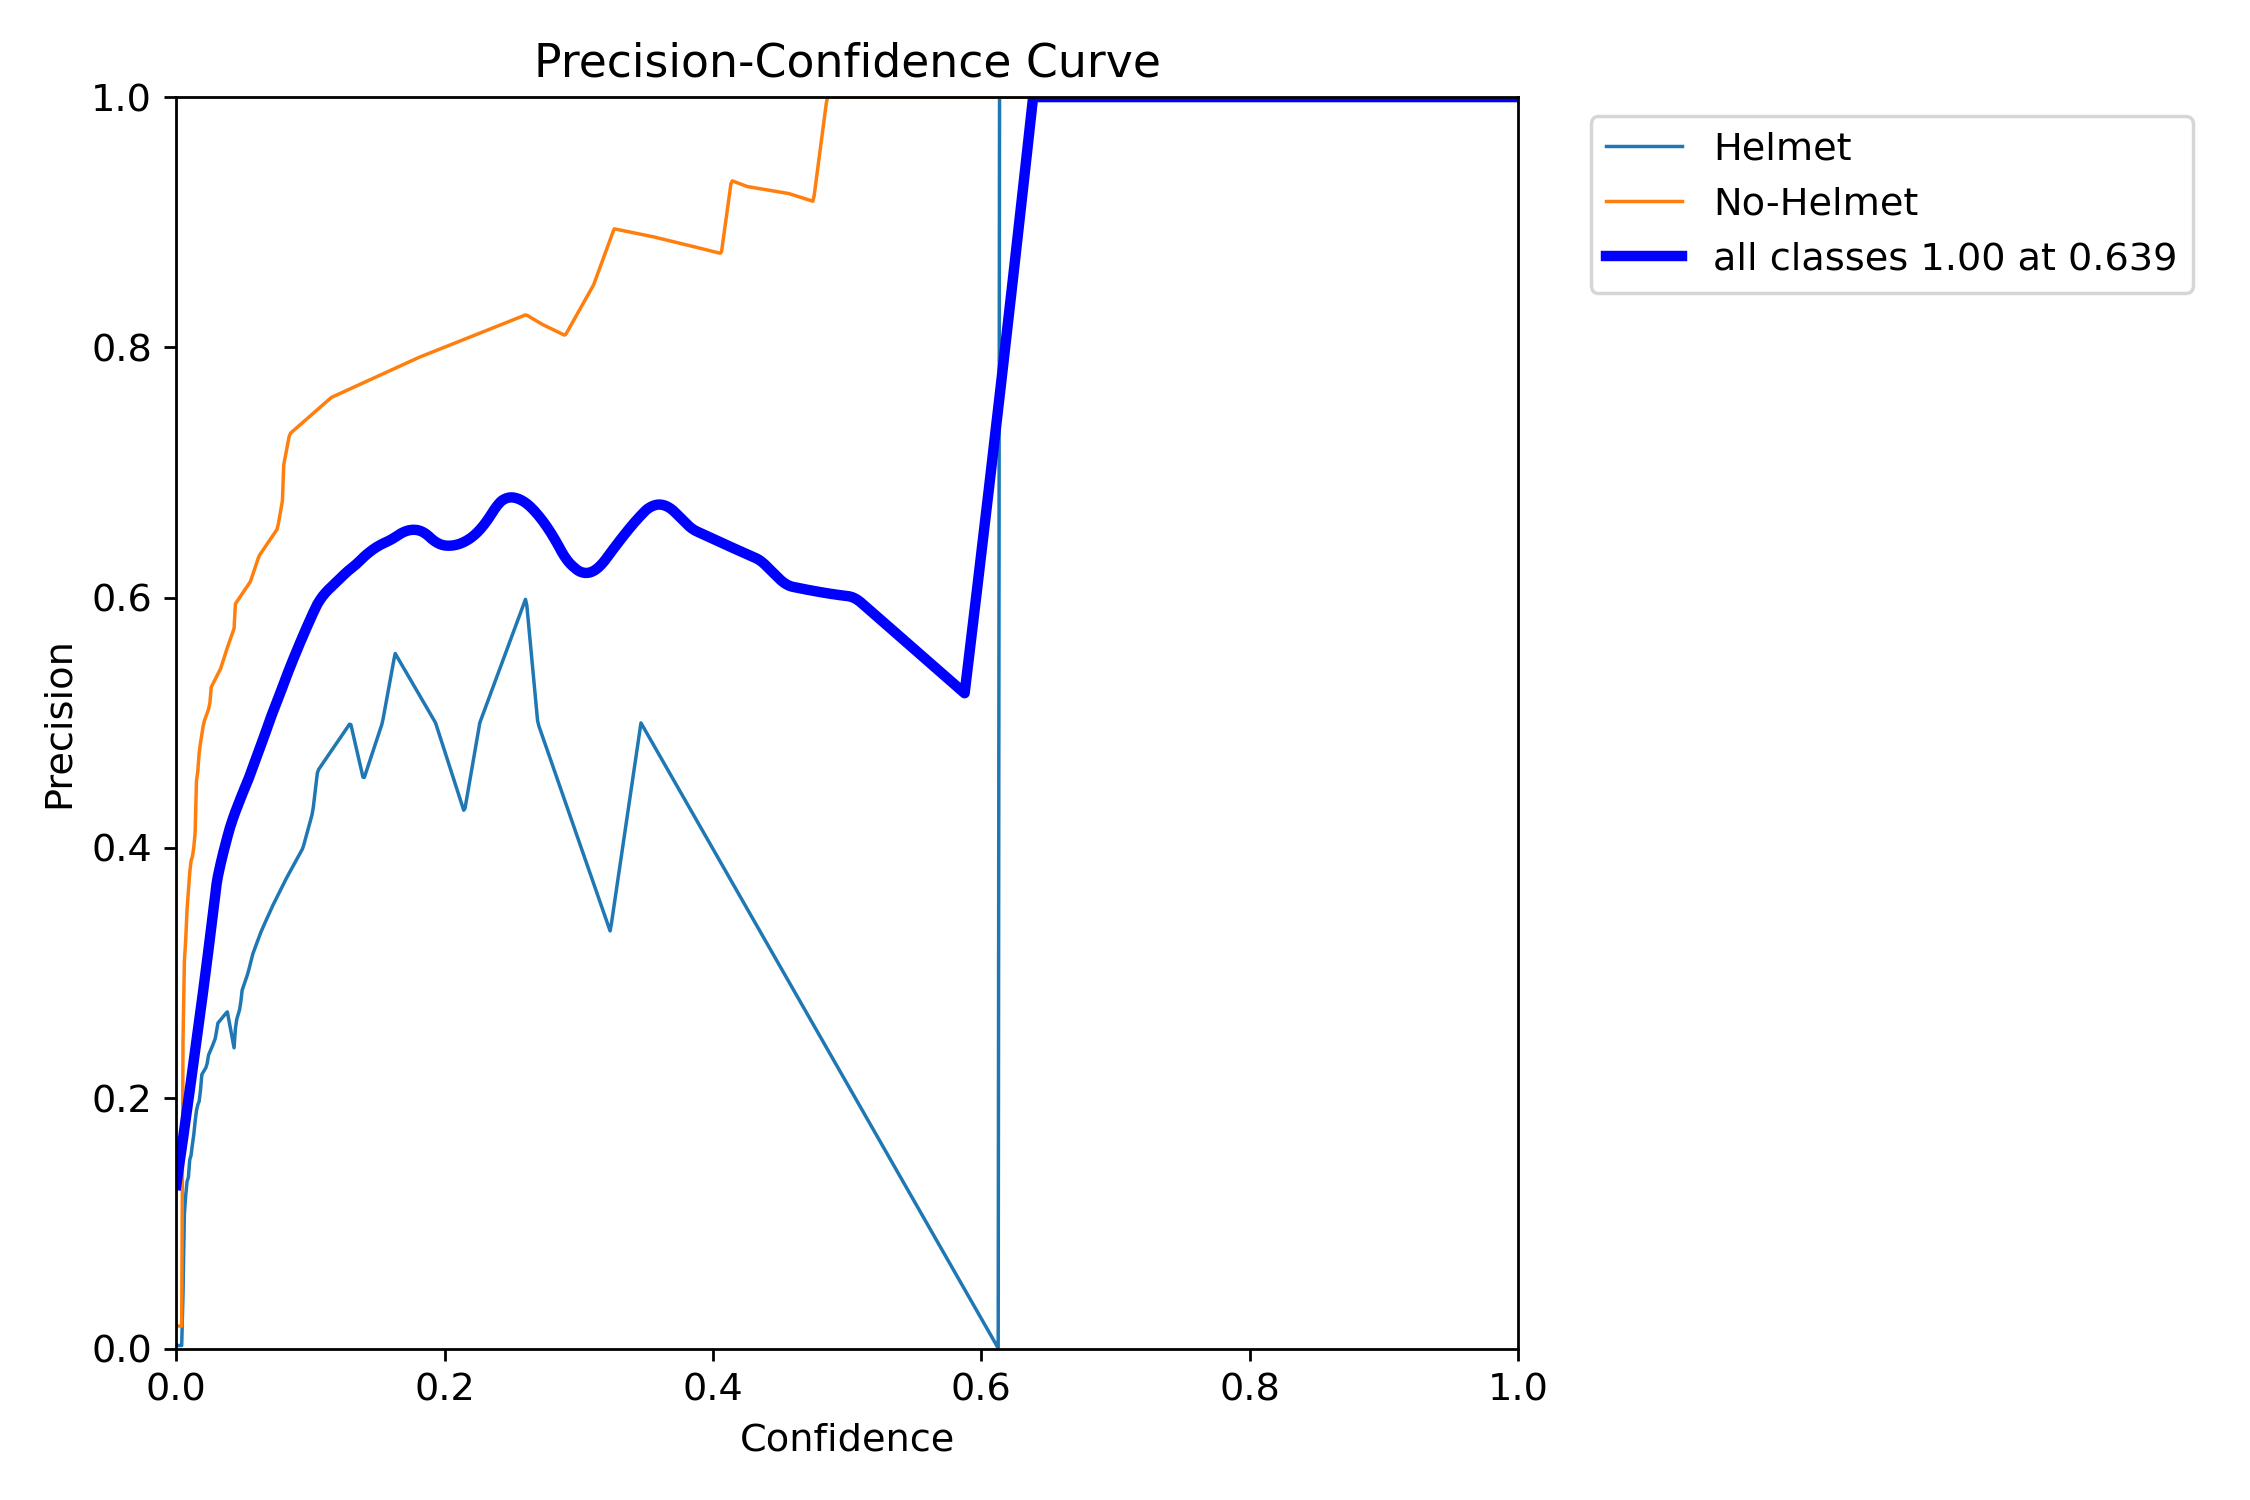 Precision-Confidence Curve
1.0
0.8
0.6
0.4
0.2
0.0
Precision
0.0 0.2 0.4 0.6 0.8 1.0
Confidence
Helmet
No-Helmet
all classes 1.00 at 0.639